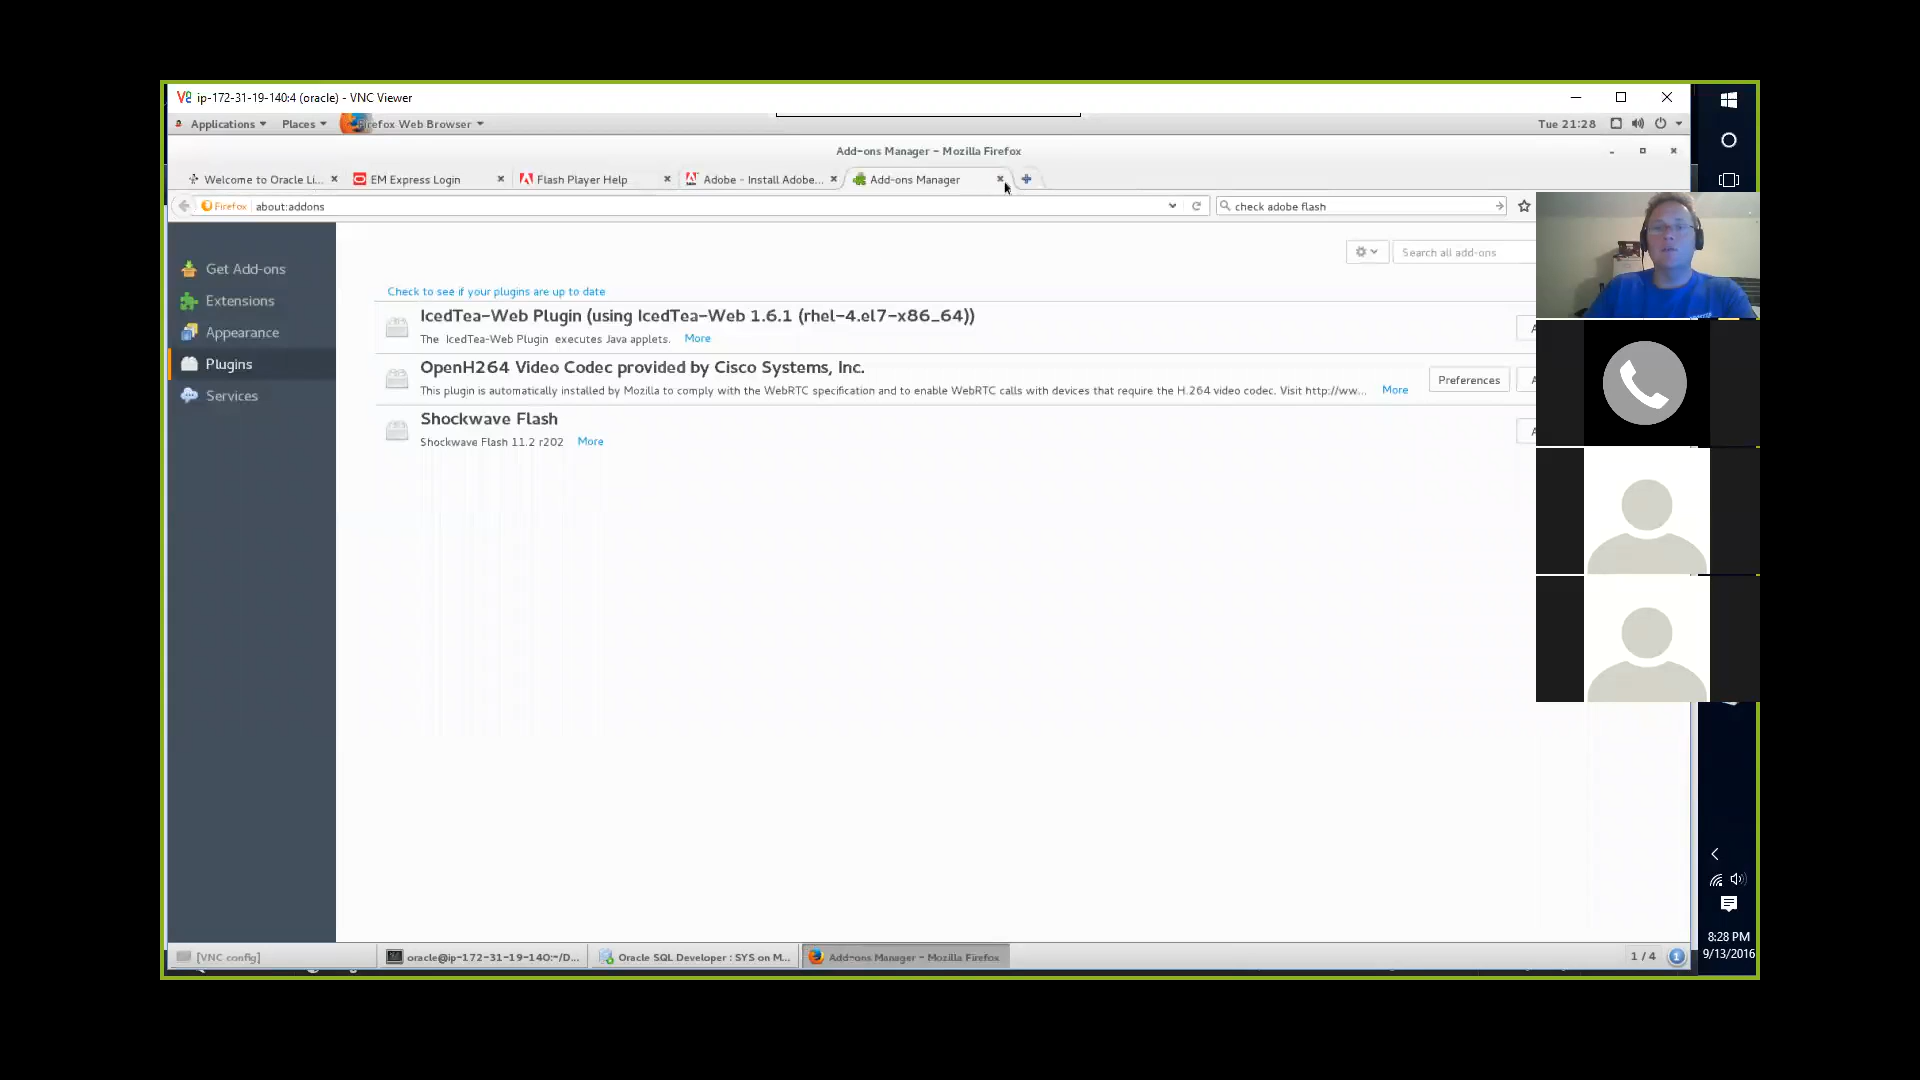 ip-172-31-19-140:4 (oracle) - VNC Viewer
Applications Places Firefox Web Browser Tue 21:28
Add-ons Manager - Mozilla Firefox
Welcome to Oracle Li... EM Express Login Flash Player Help Adobe - Install Adobe... Add-ons Manager
Firefox about:addons check adobe flash
Search all add-ons
Get Add-ons
Extensions
Appearance
Plugins
Services
Check to see if your plugins are up to date
IcedTea-Web Plugin (using IcedTea-Web 1.6.1 (rhel-4.el7-x86_64))
The IcedTea-Web Plugin executes Java applets. More
OpenH264 Video Codec provided by Cisco Systems, Inc.
This plugin is automatically installed by Mozilla to comply with the WebRTC specification and to enable WebRTC calls with devices that require the H.264 video codec. Visit http://ww... More
Preferences
Shockwave Flash
Shockwave Flash 11.2 r202 More
[VNC config] oracle@ip-172-31-19-140:~/D... Oracle SQL Developer : SYS on M... Add-ons Manager - Mozilla Firefox 1 / 4 1
8:28 PM
9/13/2016